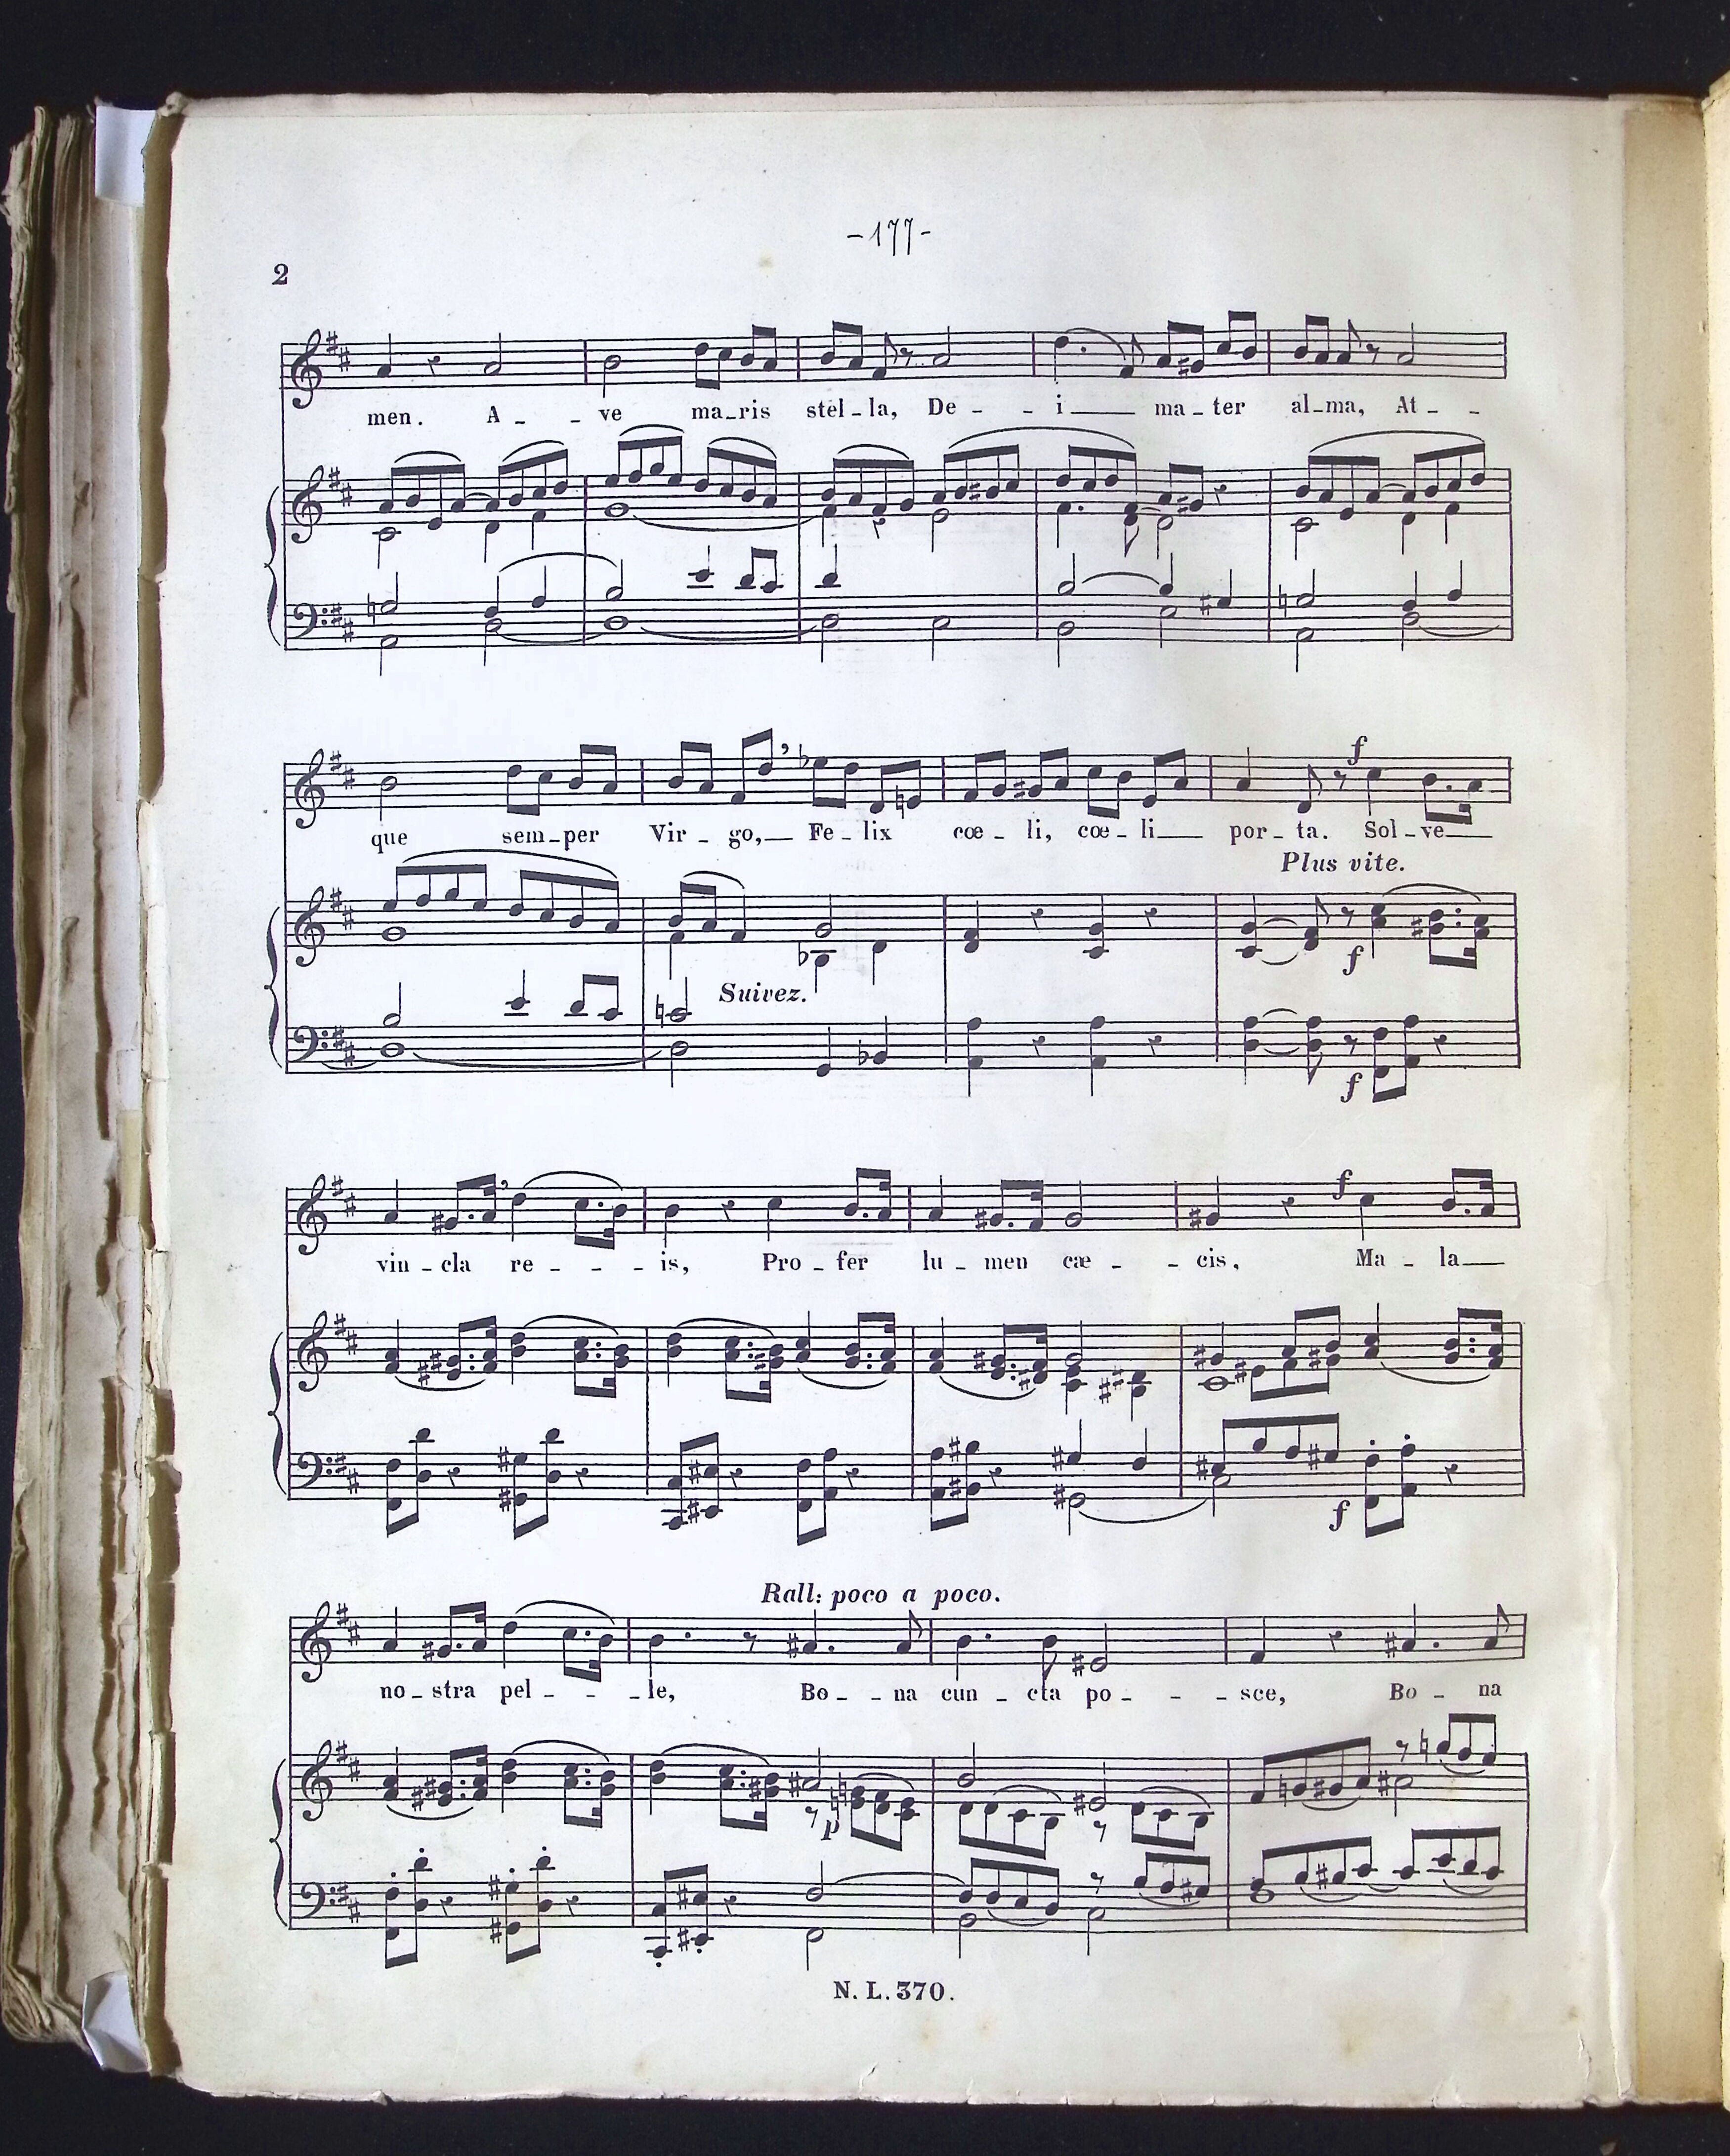 -177-
2
men. A - - ve ma-ris stel-la, De - - i ma-ter al-ma, At - -
que sem-per Vir-go, Fe-lix cœ-li, cœ-li por-ta. Sol-ve
f
Plus vite.
f
Suivez.
f
vin-cla re - - - is, Pro-fer lu-men cæ - - cis, Ma-la
f
f
Rall: poco a poco.
no-stra pel - - - le, Bo - - na cun-cta po - - - sce, Bo-na
p
N. L. 370.